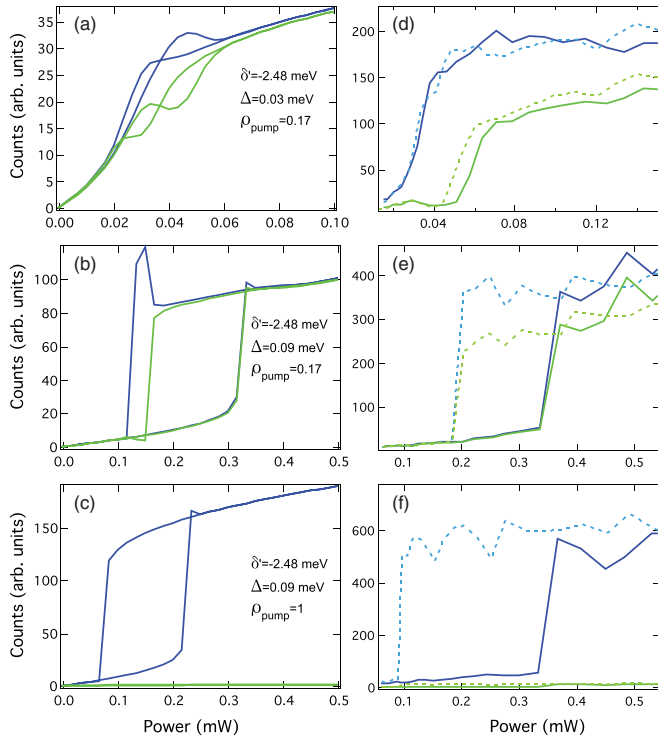 (a)
35
30
25
20
15
10
5
0
Counts (arb. units)
δ'=-2.48 meV
Δ=0.03 meV
ρpump=0.17
0.00 0.02 0.04 0.06 0.08 0.10
(d)
200
150
100
50
0.04 0.08 0.12
(b)
100
80
60
40
20
0
Counts (arb. units)
δ'=-2.48 meV
Δ=0.09 meV
ρpump=0.17
0.0 0.1 0.2 0.3 0.4 0.5
(e)
400
300
200
100
0.1 0.2 0.3 0.4 0.5
(c)
150
100
50
0
Counts (arb. units)
δ'=-2.48 meV
Δ=0.09 meV
ρpump=1
0.0 0.1 0.2 0.3 0.4 0.5
Power (mW)
(f)
600
400
200
0
0.1 0.2 0.3 0.4 0.5
Power (mW)